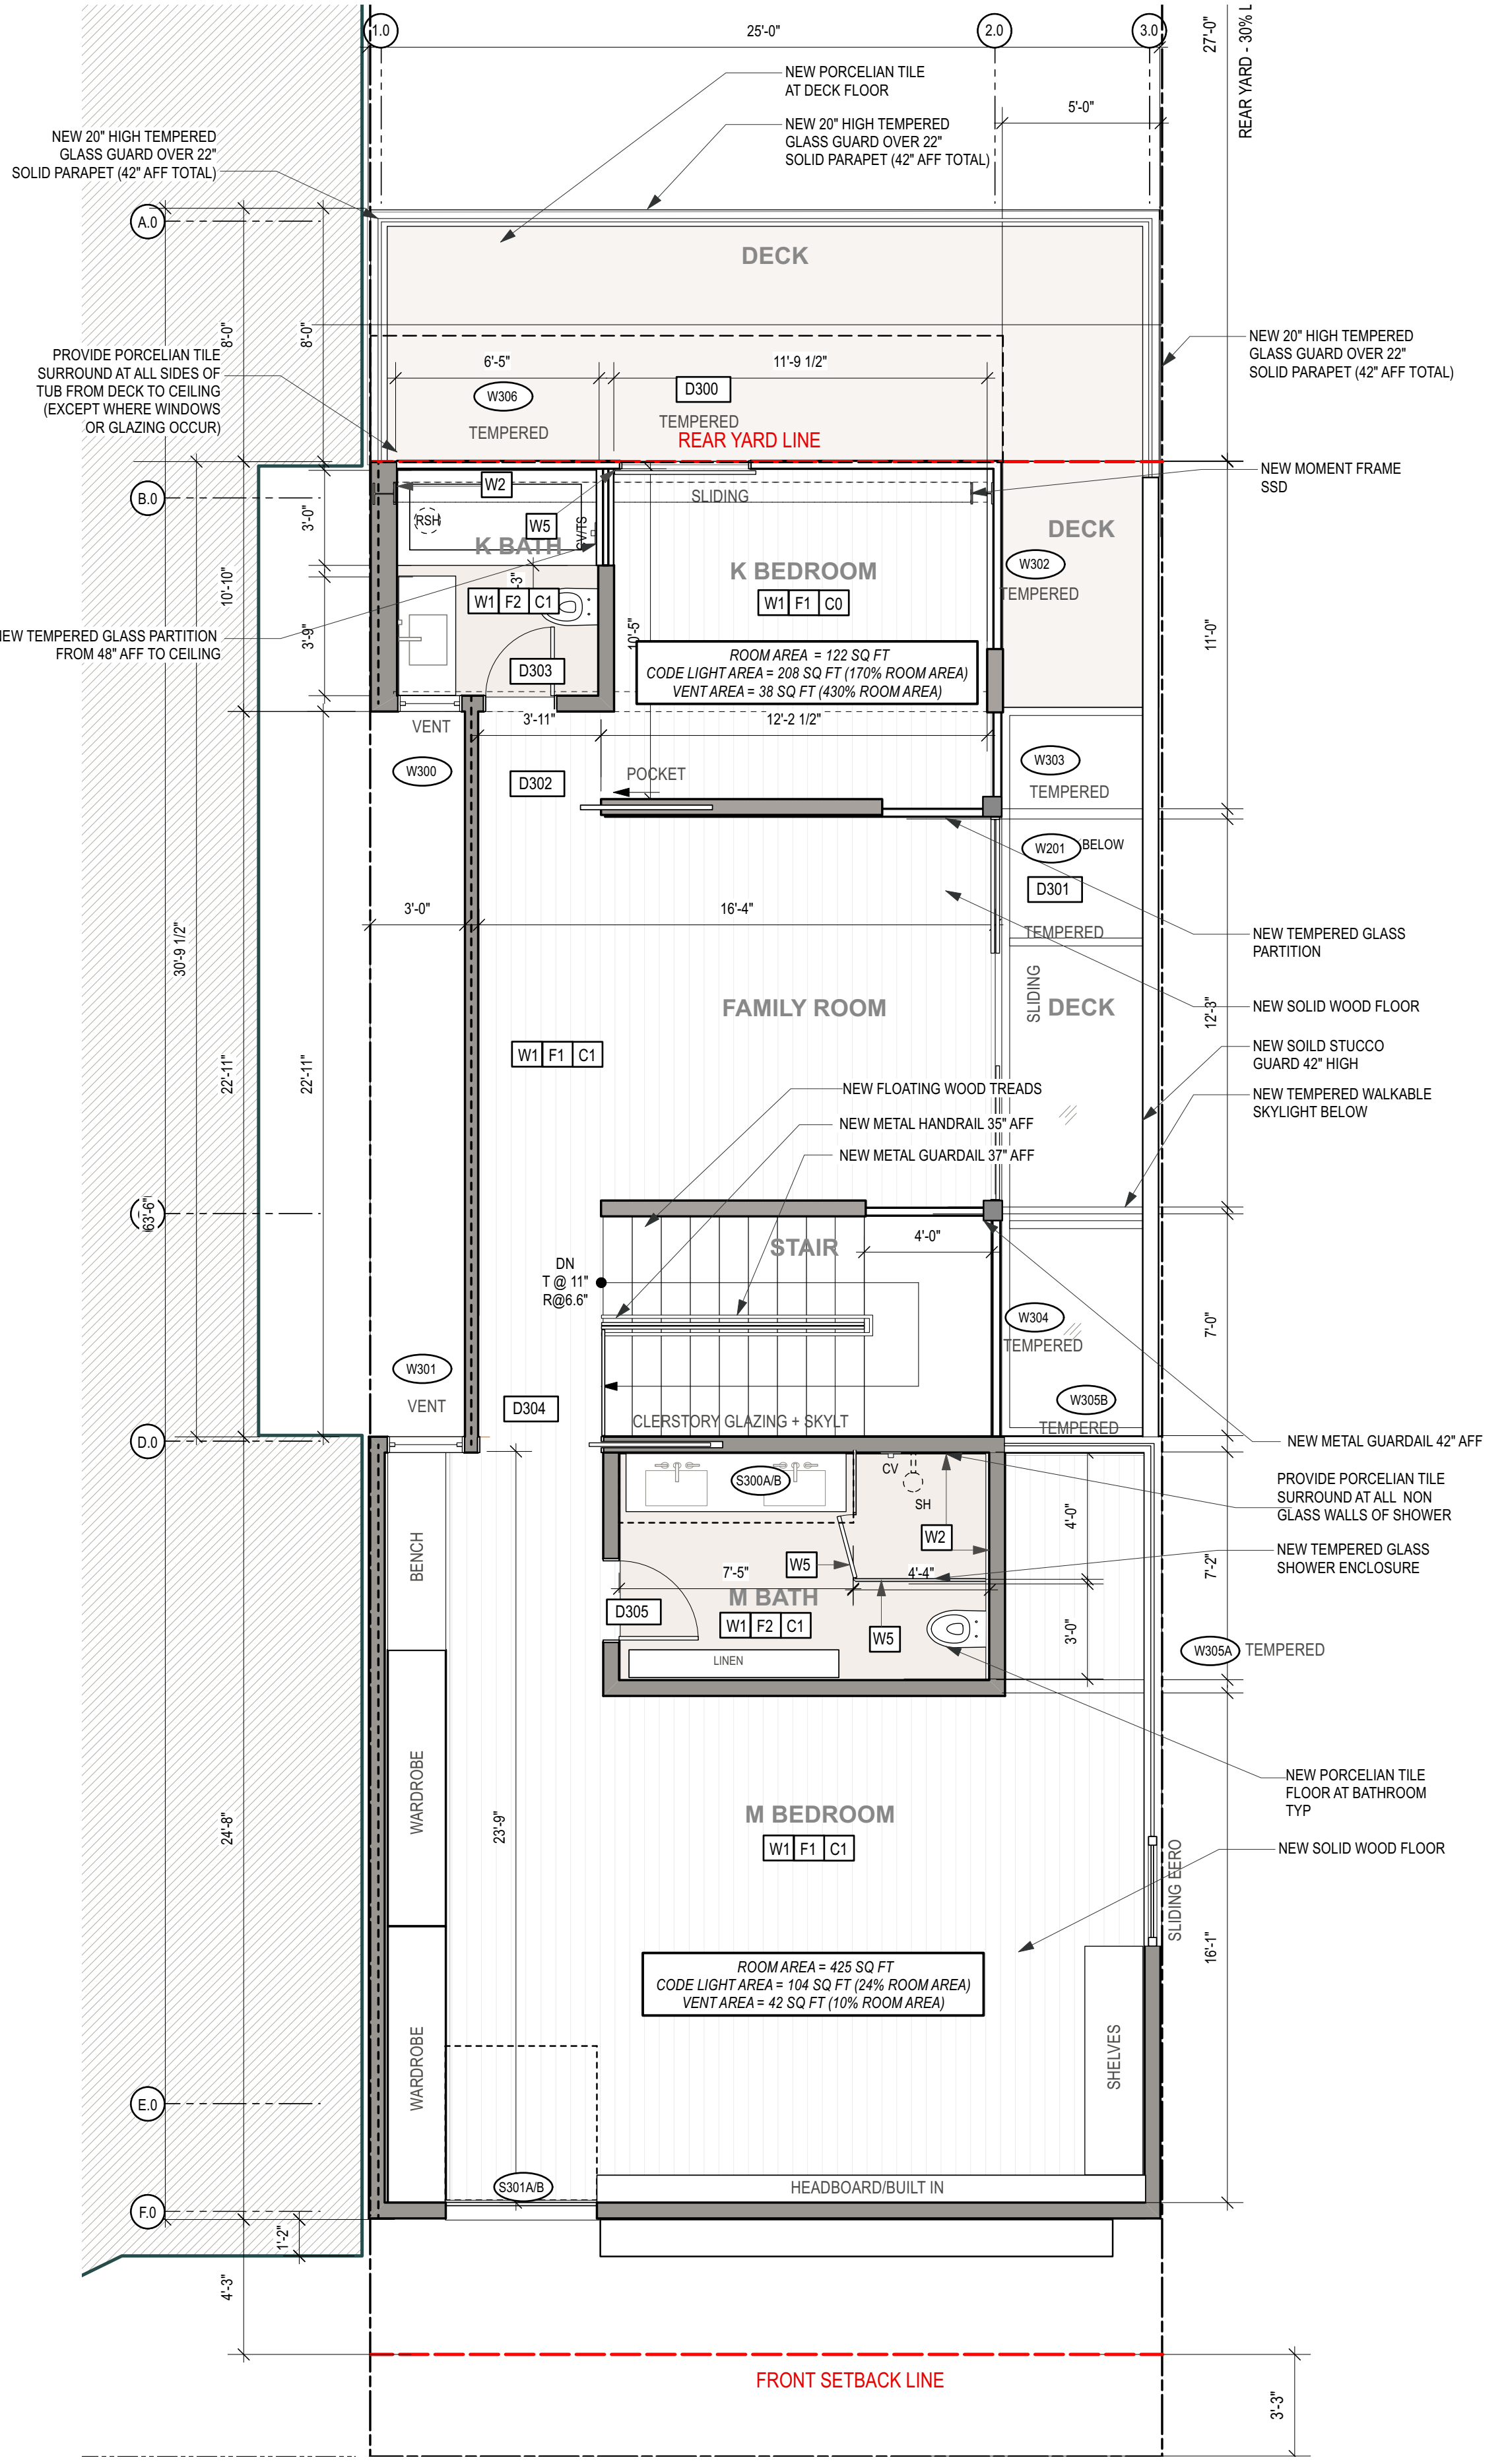 1.0
25'-0"
2.0
3.0
27'-0"
REAR YARD - 30% L
NEW PORCELIAN TILE
AT DECK FLOOR
5'-0"
NEW 20" HIGH TEMPERED
GLASS GUARD OVER 22"
SOLID PARAPET (42" AFF TOTAL)
NEW 20" HIGH TEMPERED
GLASS GUARD OVER 22"
SOLID PARAPET (42" AFF TOTAL)
A.0
DECK
8'-0"
8'-0"
NEW 20" HIGH TEMPERED
GLASS GUARD OVER 22"
SOLID PARAPET (42" AFF TOTAL)
PROVIDE PORCELIAN TILE
SURROUND AT ALL SIDES OF
TUB FROM DECK TO CEILING
(EXCEPT WHERE WINDOWS
OR GLAZING OCCUR)
6'-5"
11'-9 1/2"
W306
D300
TEMPERED
TEMPERED
REAR YARD LINE
NEW MOMENT FRAME
SSD
B.0
W2
SLIDING
3'-0"
RSH
W5
CV/TS
K BATH
DECK
K BEDROOM
W302
TEMPERED
10'-10"
-3"
W1 F2 C1
W1 F1 C0
3'-9"
10'-5"
11'-0"
NEW TEMPERED GLASS PARTITION
FROM 48" AFF TO CEILING
ROOM AREA = 122 SQ FT
CODE LIGHT AREA = 208 SQ FT (170% ROOM AREA)
VENT AREA = 38 SQ FT (430% ROOM AREA)
D303
VENT
3'-11"
12'-2 1/2"
W300
D302
POCKET
W303
TEMPERED
W201
BELOW
D301
3'-0"
16'-4"
TEMPERED
NEW TEMPERED GLASS
PARTITION
30'-9 1/2"
SLIDING
FAMILY ROOM
DECK
12'-3"
NEW SOLID WOOD FLOOR
W1 F1 C1
NEW SOILD STUCCO
GUARD 42" HIGH
22'-11"
22'-11"
NEW FLOATING WOOD TREADS
NEW TEMPERED WALKABLE
SKYLIGHT BELOW
NEW METAL HANDRAIL 35" AFF
NEW METAL GUARDAIL 37" AFF
63'-6"
STAIR
4'-0"
DN
T @ 11"
R@6.6"
W304
TEMPERED
7'-0"
W301
VENT
W305B
TEMPERED
D304
CLERSTORY GLAZING + SKYLT
D.0
NEW METAL GUARDAIL 42" AFF
S300A/B
CV
SH
PROVIDE PORCELIAN TILE
SURROUND AT ALL NON
GLASS WALLS OF SHOWER
4'-0"
BENCH
W2
W5
7'-5"
4'-4"
7'-2"
NEW TEMPERED GLASS
SHOWER ENCLOSURE
M BATH
D305
W1 F2 C1
W5
3'-0"
LINEN
W305A
TEMPERED
WARDROBE
NEW PORCELIAN TILE
FLOOR AT BATHROOM
TYP
24'-8"
23'-9"
M BEDROOM
W1 F1 C1
NEW SOLID WOOD FLOOR
SLIDING EERO
16'-1"
ROOM AREA = 425 SQ FT
CODE LIGHT AREA = 104 SQ FT (24% ROOM AREA)
VENT AREA = 42 SQ FT (10% ROOM AREA)
WARDROBE
SHELVES
E.0
S301A/B
HEADBOARD/BUILT IN
F.0
1'-2"
4'-3"
FRONT SETBACK LINE
3'-3"